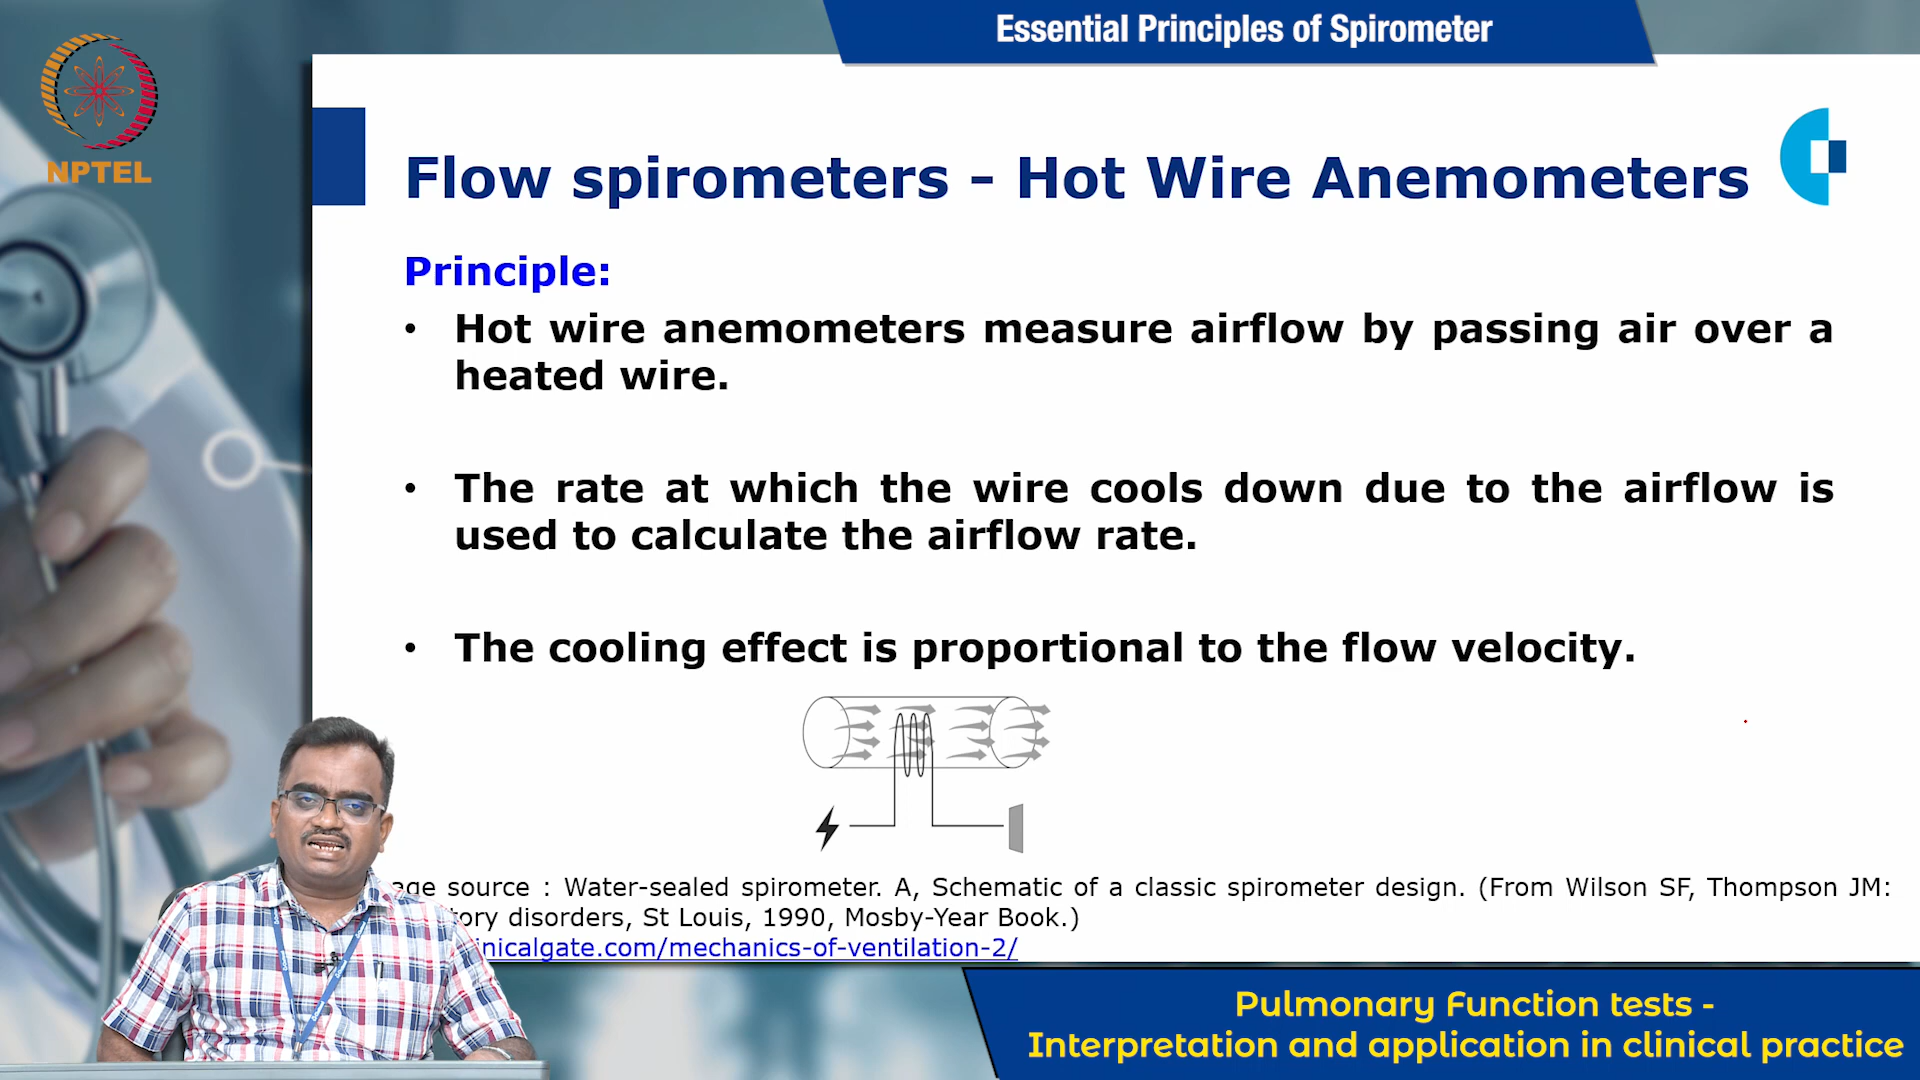 Essential Principles of Spirometer
NPTEL
Flow spirometers - Hot Wire Anemometers
Principle:
• Hot wire anemometers measure airflow by passing air over a
heated wire.
• The rate at which the wire cools down due to the airflow is
used to calculate the airflow rate.
• The cooling effect is proportional to the flow velocity.
source : Water-sealed spirometer. A, Schematic of a classic spirometer design. (From Wilson SF, Thompson JM:
disorders, St Louis, 1990, Mosby-Year Book.)
inicalgate.com/mechanics-of-ventilation-2/
Pulmonary Function tests -
Interpretation and application in clinical practice